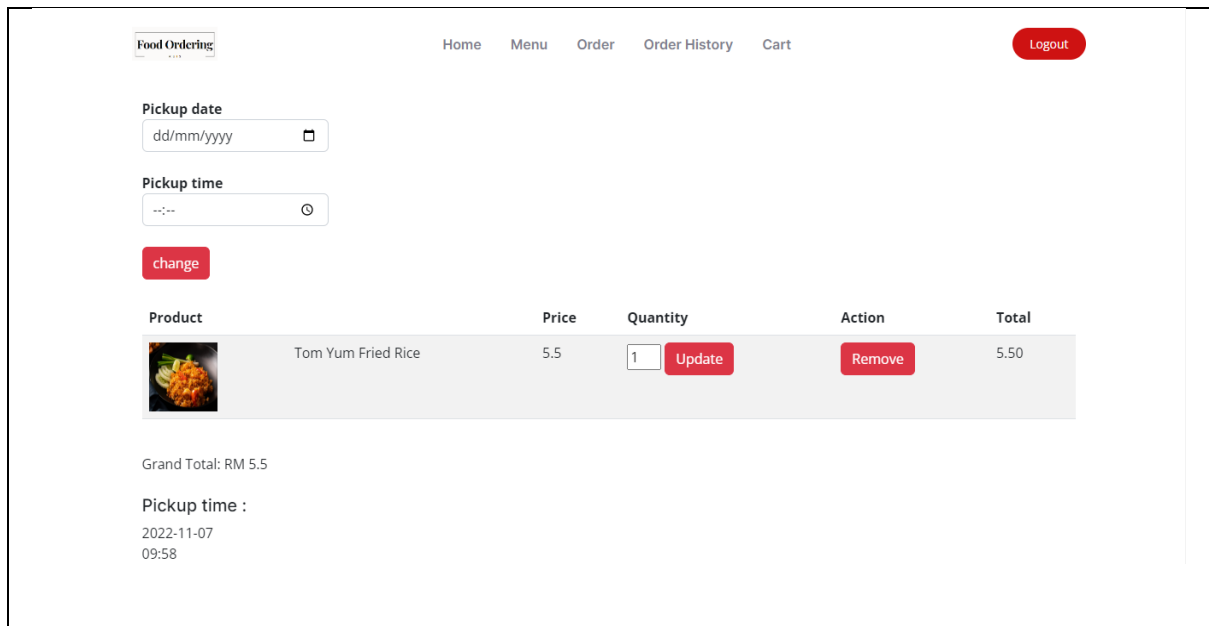 Food Ordering
Home Menu Order Order History Cart
Logout
Pickup date
dd/mm/yyyy
Pickup time
--:--
change
Product Price Quantity Action Total
Tom Yum Fried Rice 5.5 1 Update Remove 5.50
Grand Total: RM 5.5
Pickup time :
2022-11-07
09:58